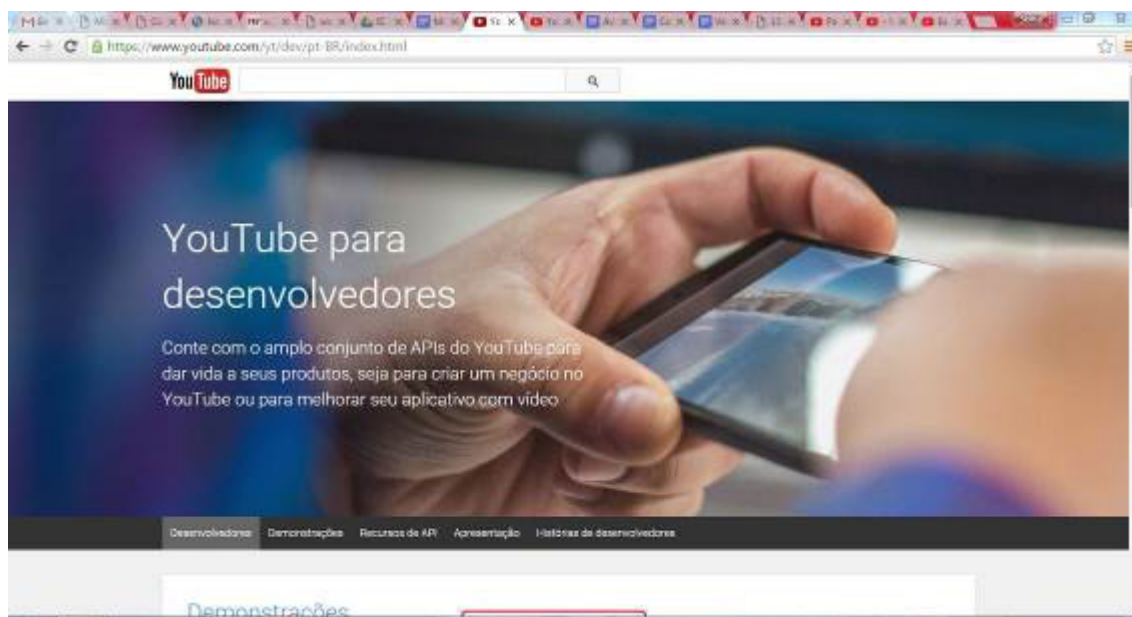 https://www.youtube.com/yt/dev/pt-BR/index.html
YouTube
YouTube para
desenvolvedores
Conte com o amplo conjunto de APIs do YouTube para
dar vida a seus produtos, seja para criar um negócio no
YouTube ou para melhorar seu aplicativo com vídeo
Desenvolvedores Demonstrações Recursos de API Apresentação Histórias de desenvolvedores
Demonstrações